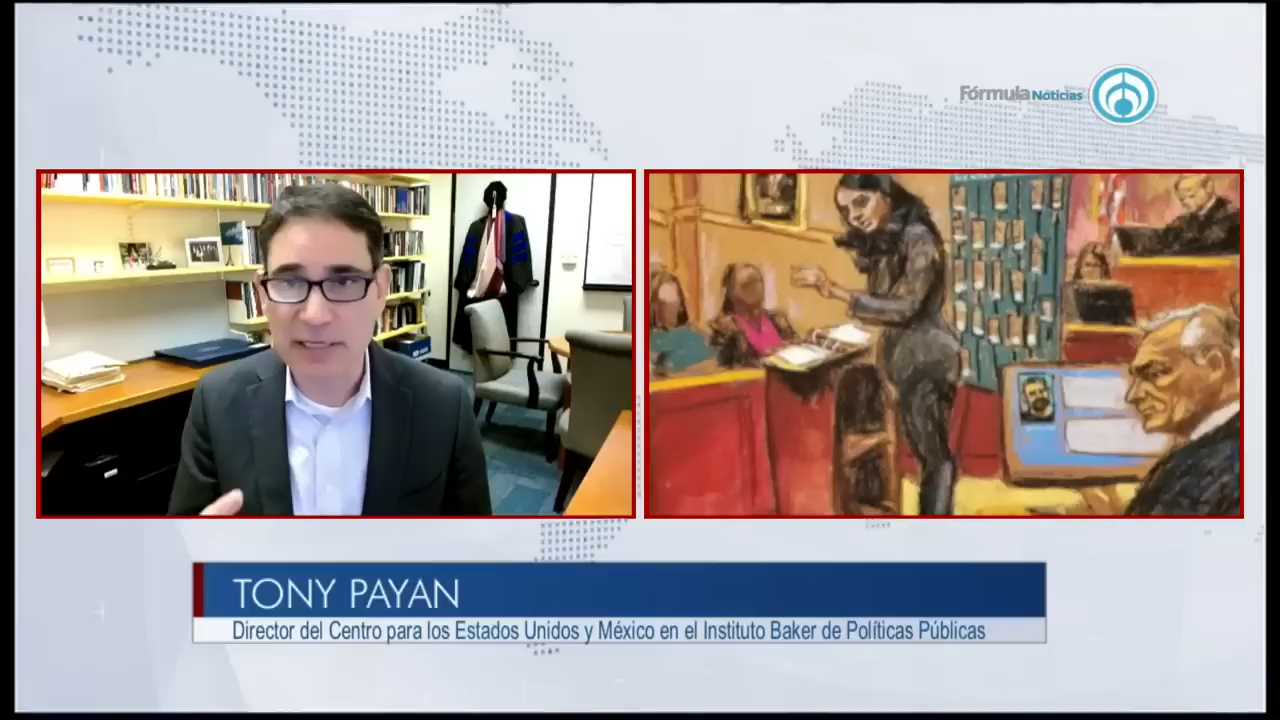 Fórmula Noticias
TONY PAYAN
Director del Centro para los Estados Unidos y México en el Instituto Baker de Políticas Públicas